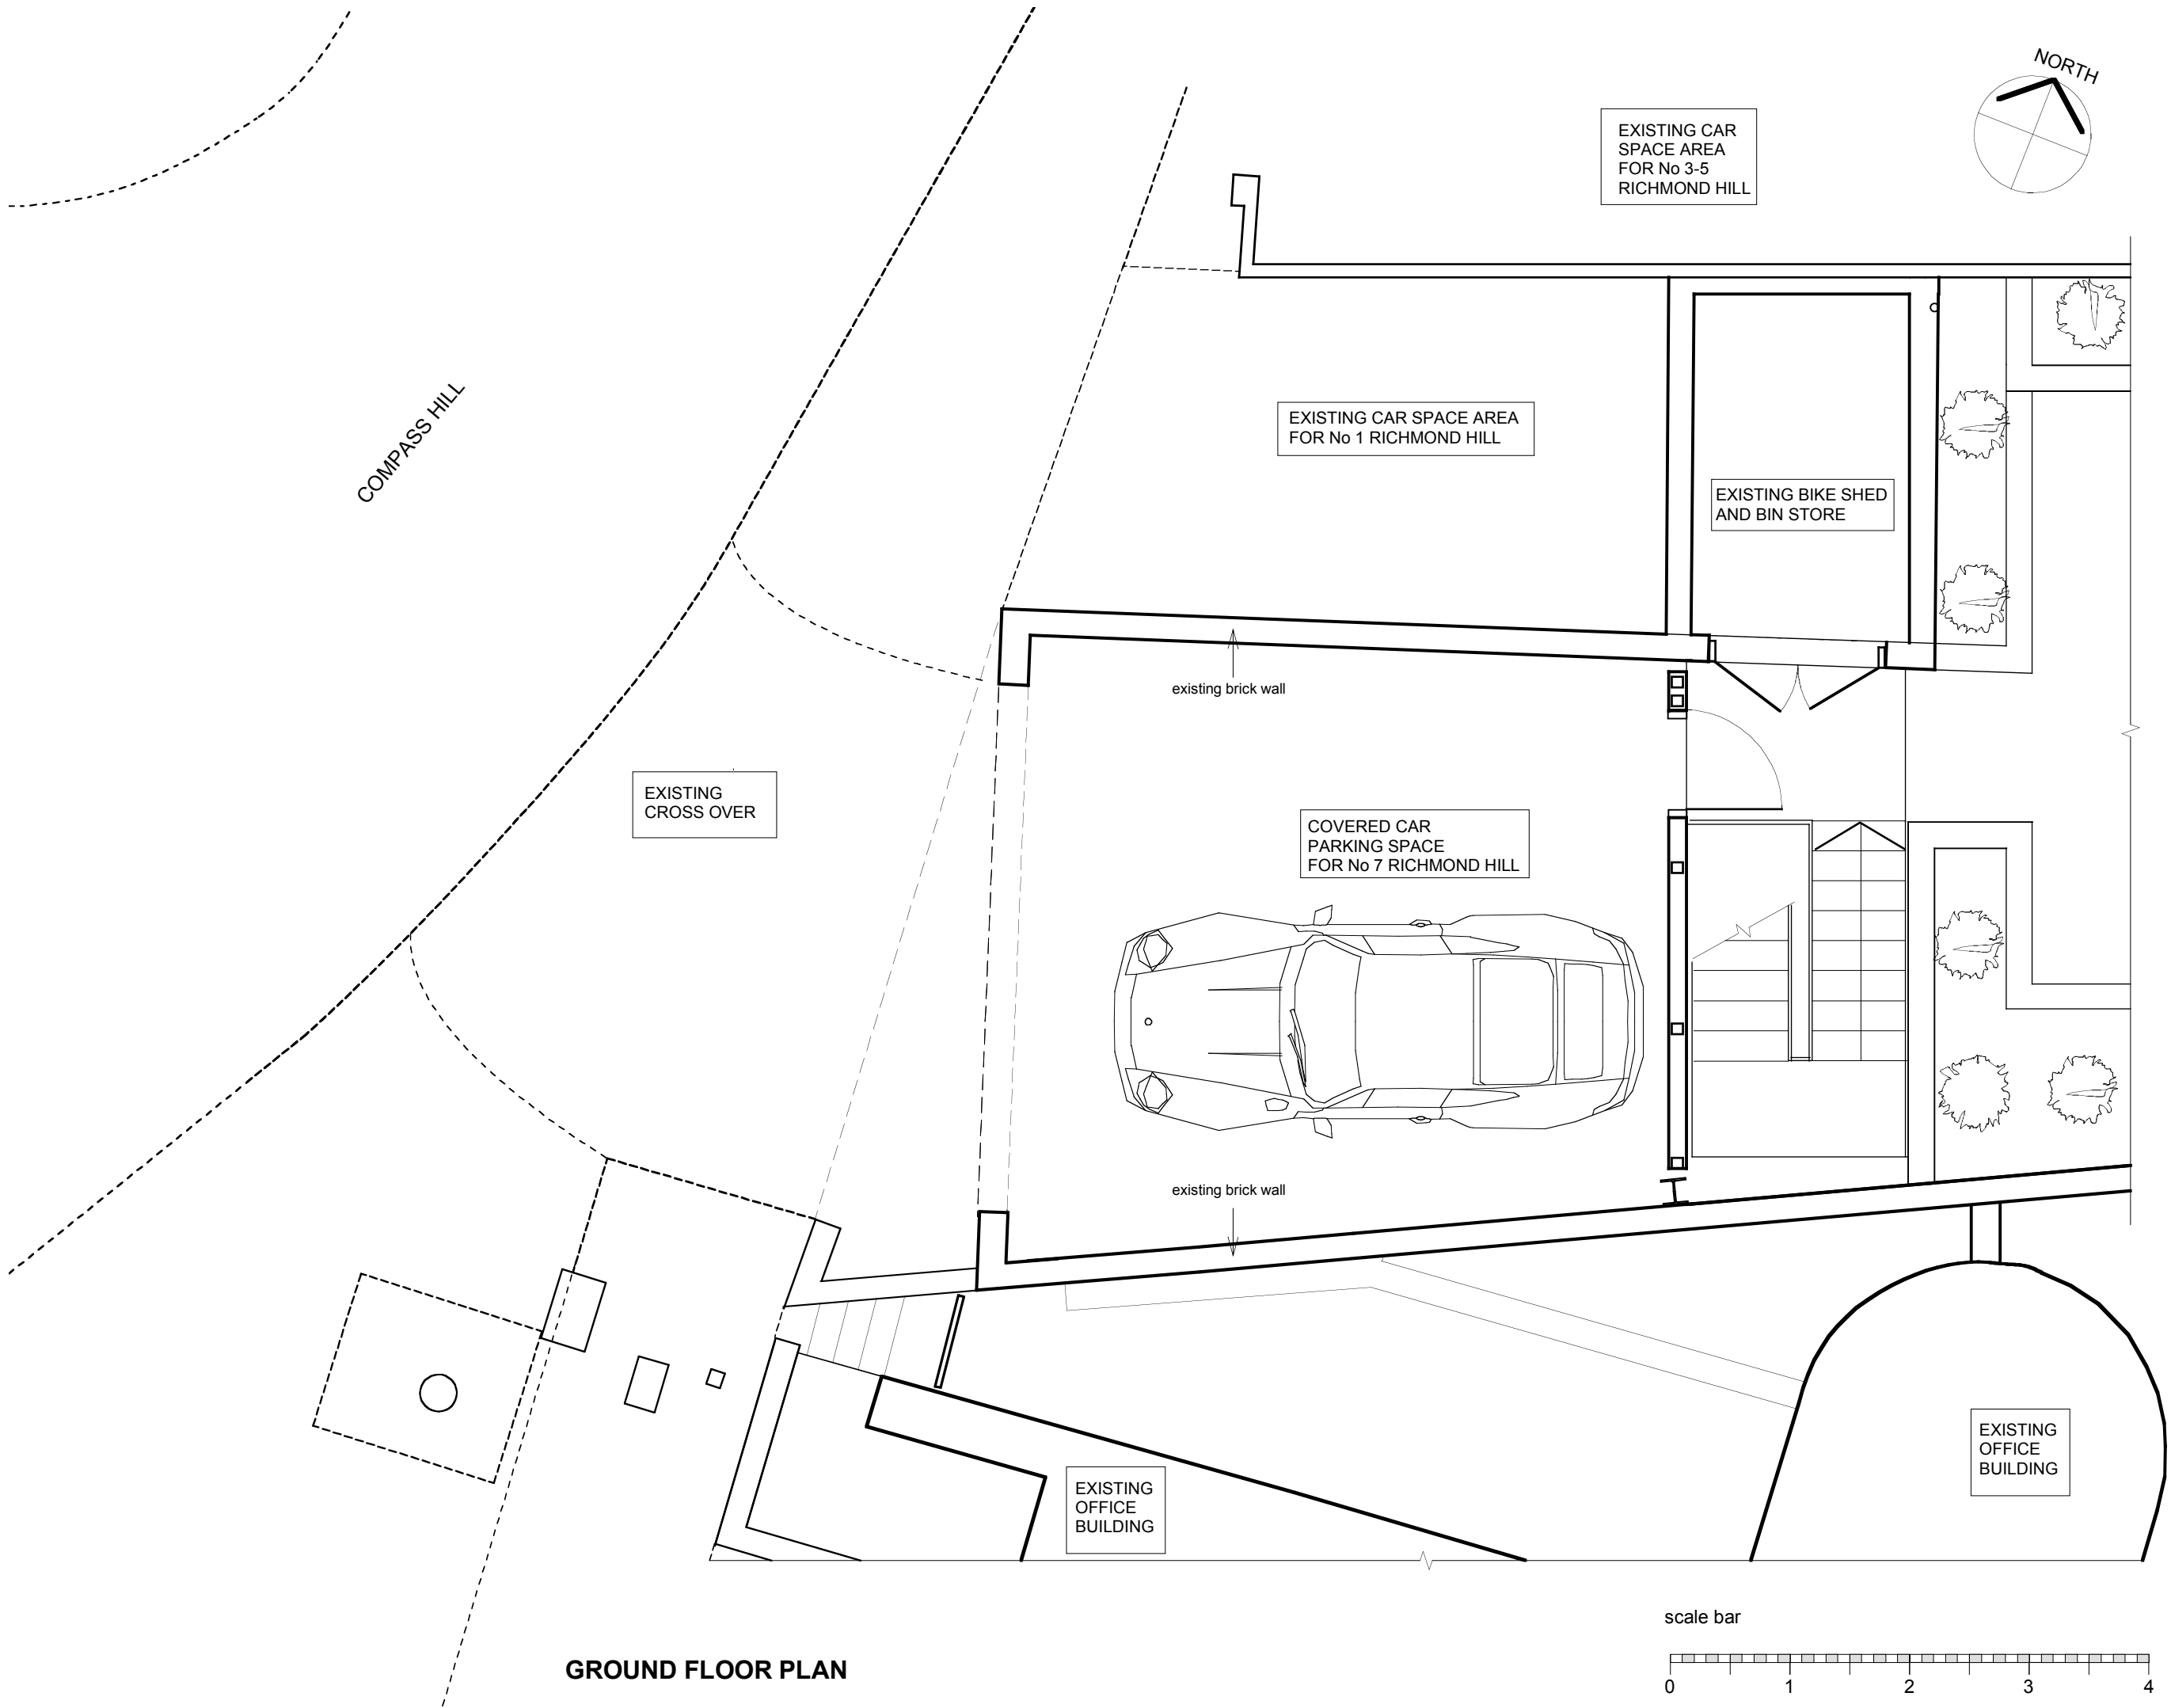 NORTH
EXISTING CAR
SPACE AREA
FOR No 3-5
RICHMOND HILL
COMPASS HILL
EXISTING CAR SPACE AREA
FOR No 1 RICHMOND HILL
EXISTING BIKE SHED
AND BIN STORE
existing brick wall
EXISTING
CROSS OVER
COVERED CAR
PARKING SPACE
FOR No 7 RICHMOND HILL
existing brick wall
EXISTING
OFFICE
BUILDING
EXISTING
OFFICE
BUILDING
scale bar
GROUND FLOOR PLAN
0 1 2 3 4